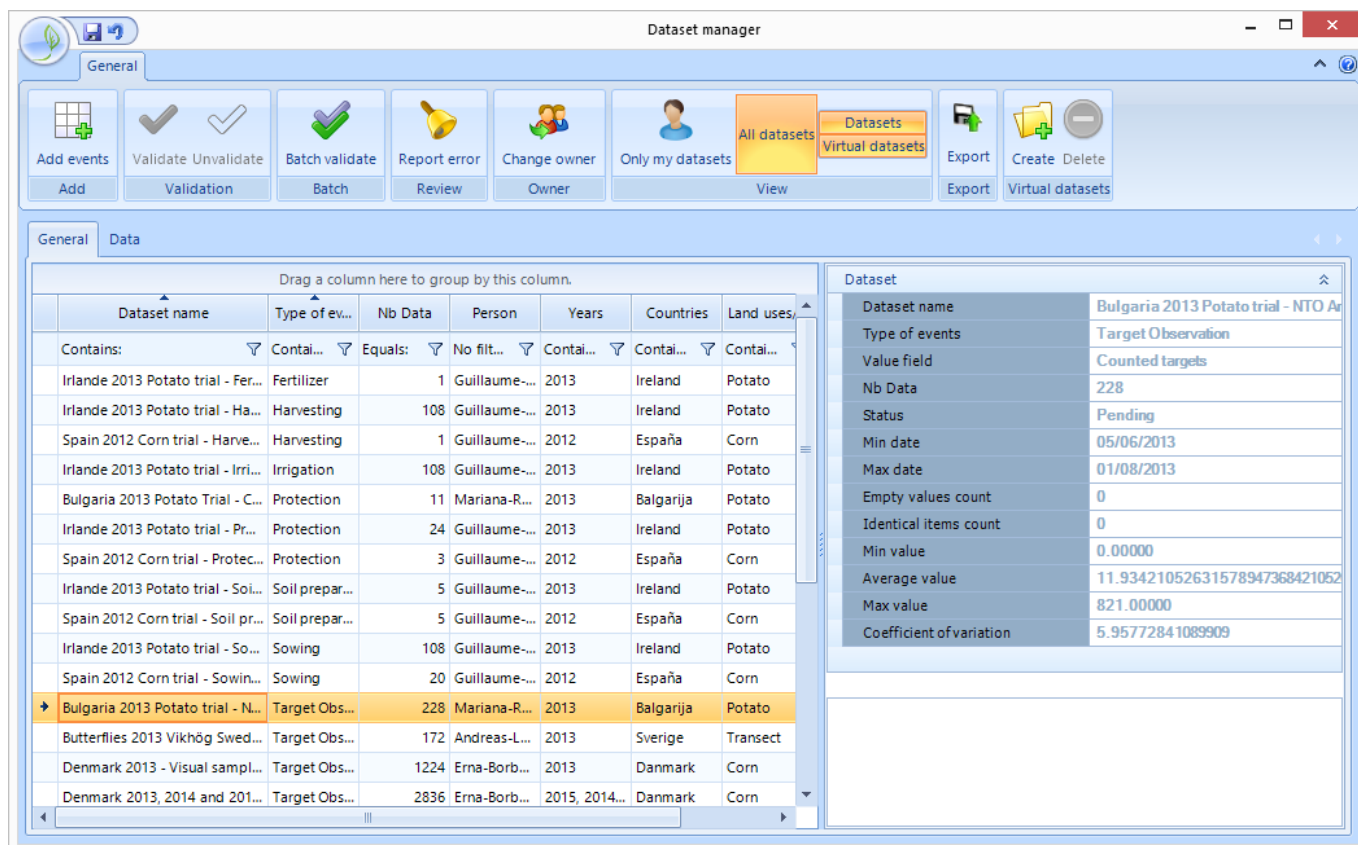 Dataset manager
General
Add events
Validate Unvalidate
Batch validate
Report error
Change owner
Only my datasets
All datasets
Datasets
Virtual datasets
Export
Create Delete
Add
Validation
Batch
Review
Owner
View
Export
Virtual datasets
General Data
Drag a column here to group by this column.
Dataset name Type of ev... Nb Data Person Years Countries Land uses/
Contains: Contai... Equals: No filt... Contai... Contai... Contai...
Irlande 2013 Potato trial - Fer... Fertilizer 1 Guillaume-... 2013 Ireland Potato
Irlande 2013 Potato trial - Ha... Harvesting 108 Guillaume-... 2013 Ireland Potato
Spain 2012 Corn trial - Harve... Harvesting 1 Guillaume-... 2012 España Corn
Irlande 2013 Potato trial - Irri... Irrigation 108 Guillaume-... 2013 Ireland Potato
Bulgaria 2013 Potato Trial - C... Protection 11 Mariana-R... 2013 Balgarija Potato
Irlande 2013 Potato trial - Pr... Protection 24 Guillaume-... 2013 Ireland Potato
Spain 2012 Corn trial - Protec... Protection 3 Guillaume-... 2012 España Corn
Irlande 2013 Potato trial - Soi... Soil prepar... 5 Guillaume-... 2013 Ireland Potato
Spain 2012 Corn trial - Soil pr... Soil prepar... 5 Guillaume-... 2012 España Corn
Irlande 2013 Potato trial - So... Sowing 108 Guillaume-... 2013 Ireland Potato
Spain 2012 Corn trial - Sowin... Sowing 20 Guillaume-... 2012 España Corn
Bulgaria 2013 Potato trial - N... Target Obs... 228 Mariana-R... 2013 Balgarija Potato
Butterflies 2013 Vikhög Swed... Target Obs... 172 Andreas-L... 2013 Sverige Transect
Denmark 2013 - Visual sampl... Target Obs... 1224 Erna-Borb... 2013 Danmark Corn
Denmark 2013, 2014 and 201... Target Obs... 2836 Erna-Borb... 2015, 2014... Danmark Corn
Dataset
Dataset name Bulgaria 2013 Potato trial - NTO Ar
Type of events Target Observation
Value field Counted targets
Nb Data 228
Status Pending
Min date 05/06/2013
Max date 01/08/2013
Empty values count 0
Identical items count 0
Min value 0.00000
Average value 11.934210526315789473684210526
Max value 821.00000
Coefficient of variation 5.95772841089909